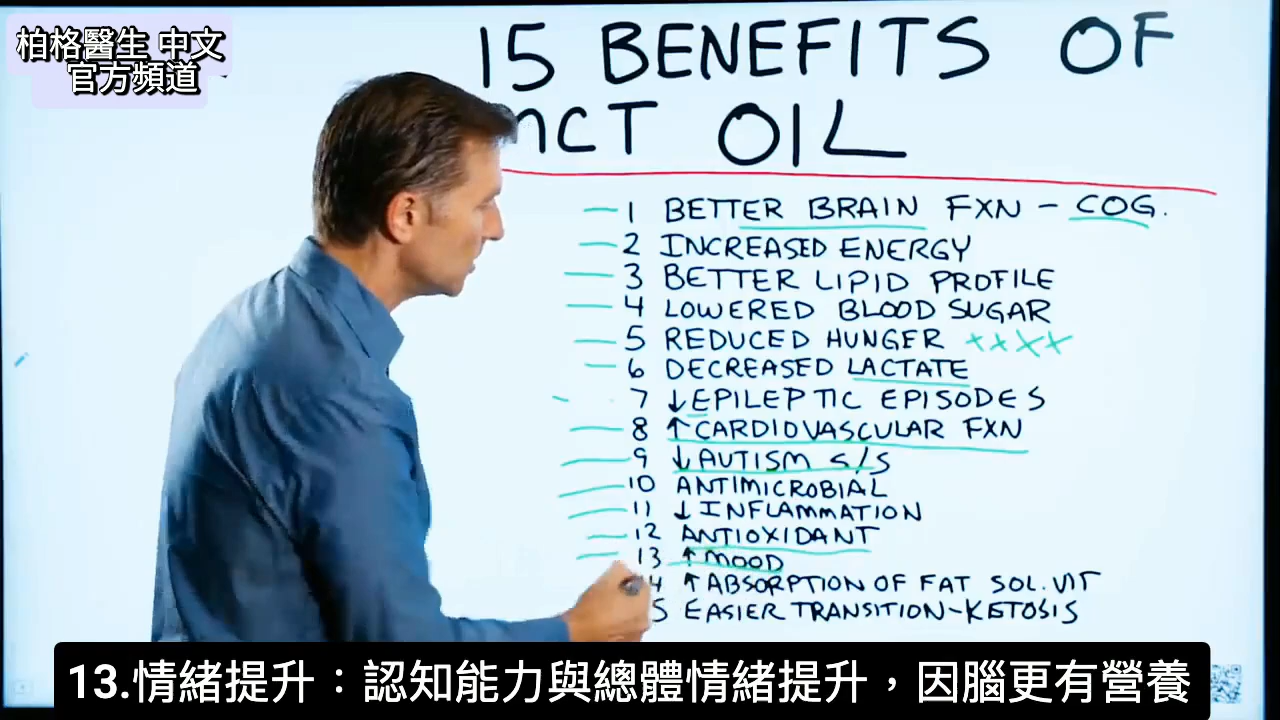 柏格醫生 中文
官方頻道
15 BENEFITS OF
MCT OIL
1 BETTER BRAIN FXN - COG.
2 INCREASED ENERGY
3 BETTER LIPID PROFILE
4 LOWERED BLOOD SUGAR
5 REDUCED HUNGER XXXX
6 DECREASED LACTATE
7 ↓EPILEPTIC EPISODES
8 ↑CARDIOVASCULAR FXN
9 ↓AUTISM S/S
10 ANTIMICROBIAL
11 ↓INFLAMMATION
12 ANTIOXIDANT
13 ↑MOOD
4 ↑ABSORPTION OF FAT SOL. VIT
5 EASIER TRANSITION-KETOSIS
13.情緒提升：認知能力與總體情緒提升，因腦更有營養